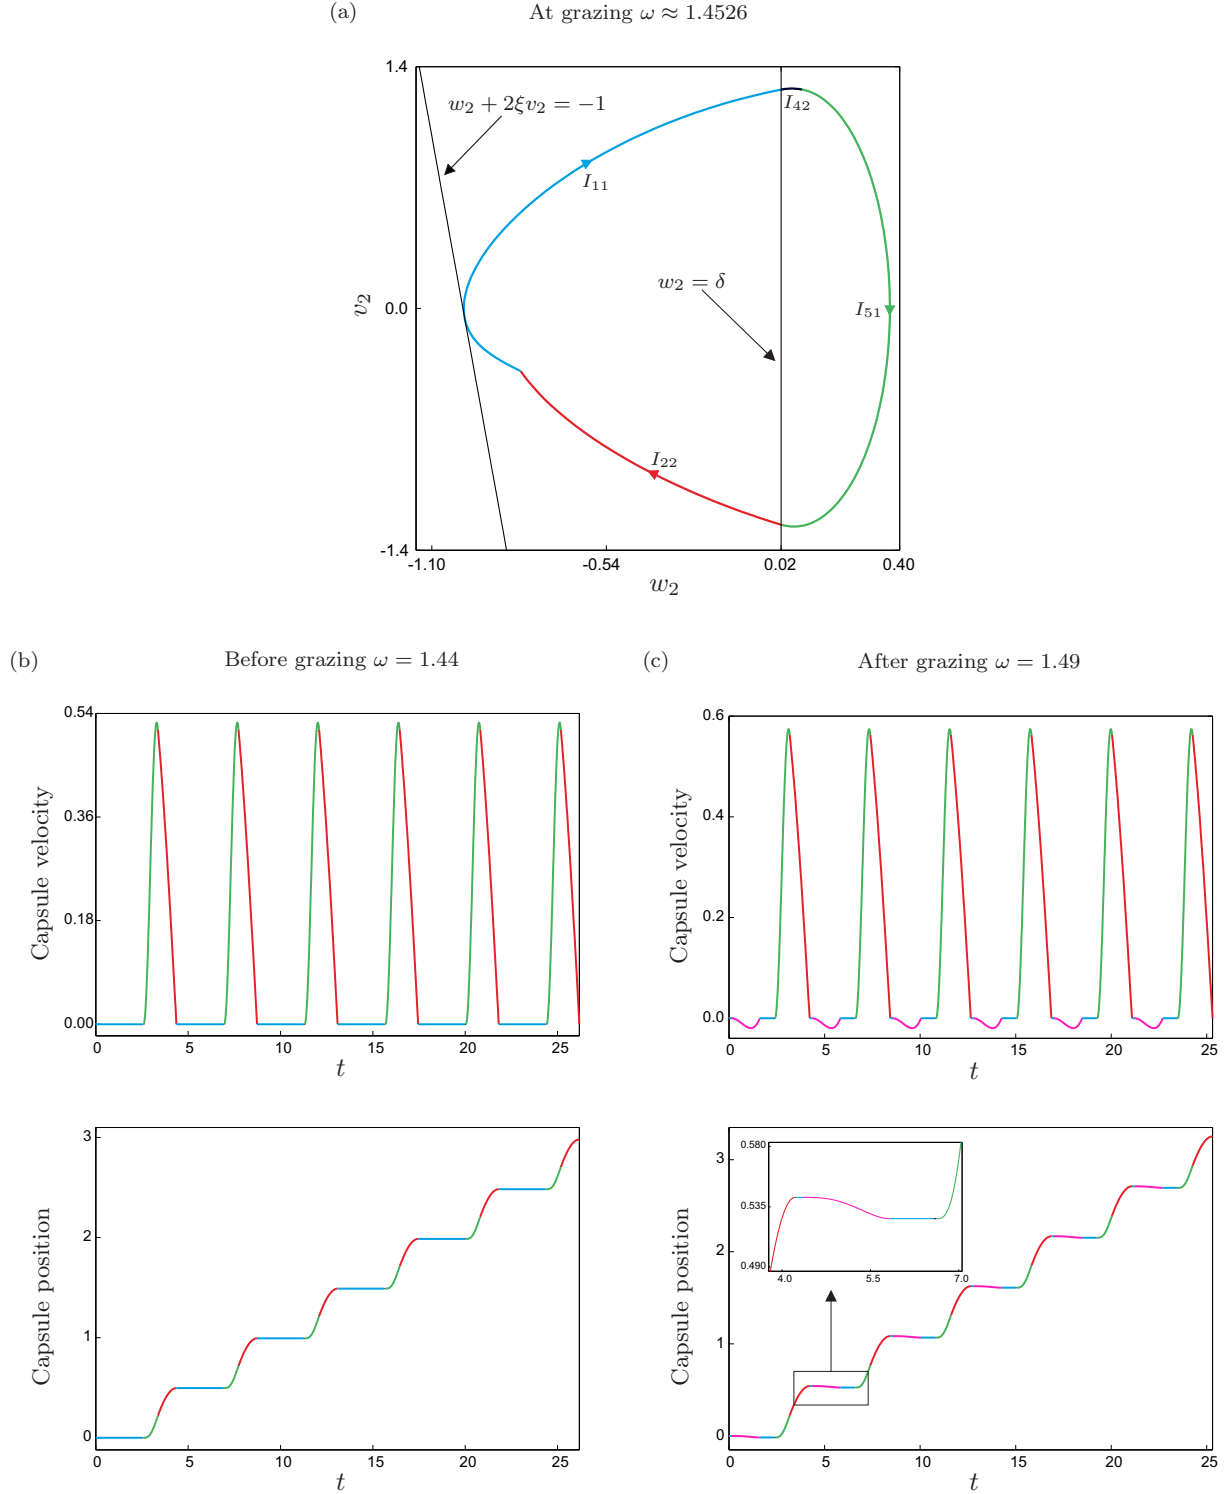 (a)
At grazing ω ≈ 1.4526
1.4
w₂ + 2ξv₂ = −1
I₄₂
I₁₁
w₂ = δ
v₂
0.0
I₅₁
I₂₂
-1.4
-1.10
-0.54
0.02
0.40
w₂
(b)
Before grazing ω = 1.44
0.54
0.36
0.18
0.00
Capsule velocity
0
5
10
15
20
25
t
3
2
1
0
Capsule position
0
5
10
15
20
25
t
(c)
After grazing ω = 1.49
0.6
0.4
0.2
0.0
Capsule velocity
0
5
10
15
20
25
t
3
2
1
0
Capsule position
0.580
0.535
0.490
4.0
5.5
7.0
0
5
10
15
20
25
t